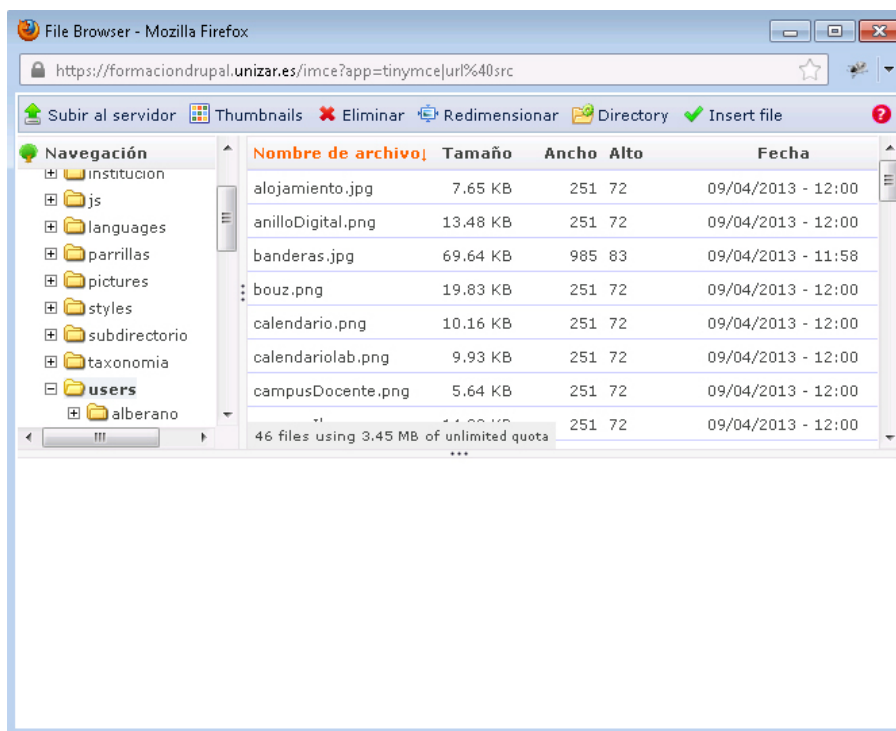 File Browser - Mozilla Firefox
https://formaciondrupal.unizar.es/imce?app=tinymce|url%40src
Subir al servidor Thumbnails Eliminar Redimensionar Directory Insert file
Navegación Nombre de archivo Tamaño Ancho Alto Fecha
institucion
js
languages
parrillas
pictures
styles
subdirectorio
taxonomia
users
alberano
alojamiento.jpg 7.65 KB 251 72 09/04/2013 - 12:00
anilloDigital.png 13.48 KB 251 72 09/04/2013 - 12:00
banderas.jpg 69.64 KB 985 83 09/04/2013 - 11:58
bouz.png 19.83 KB 251 72 09/04/2013 - 12:00
calendario.png 10.16 KB 251 72 09/04/2013 - 12:00
calendariolab.png 9.93 KB 251 72 09/04/2013 - 12:00
campusDocente.png 5.64 KB 251 72 09/04/2013 - 12:00
251 72 09/04/2013 - 12:00
46 files using 3.45 MB of unlimited quota